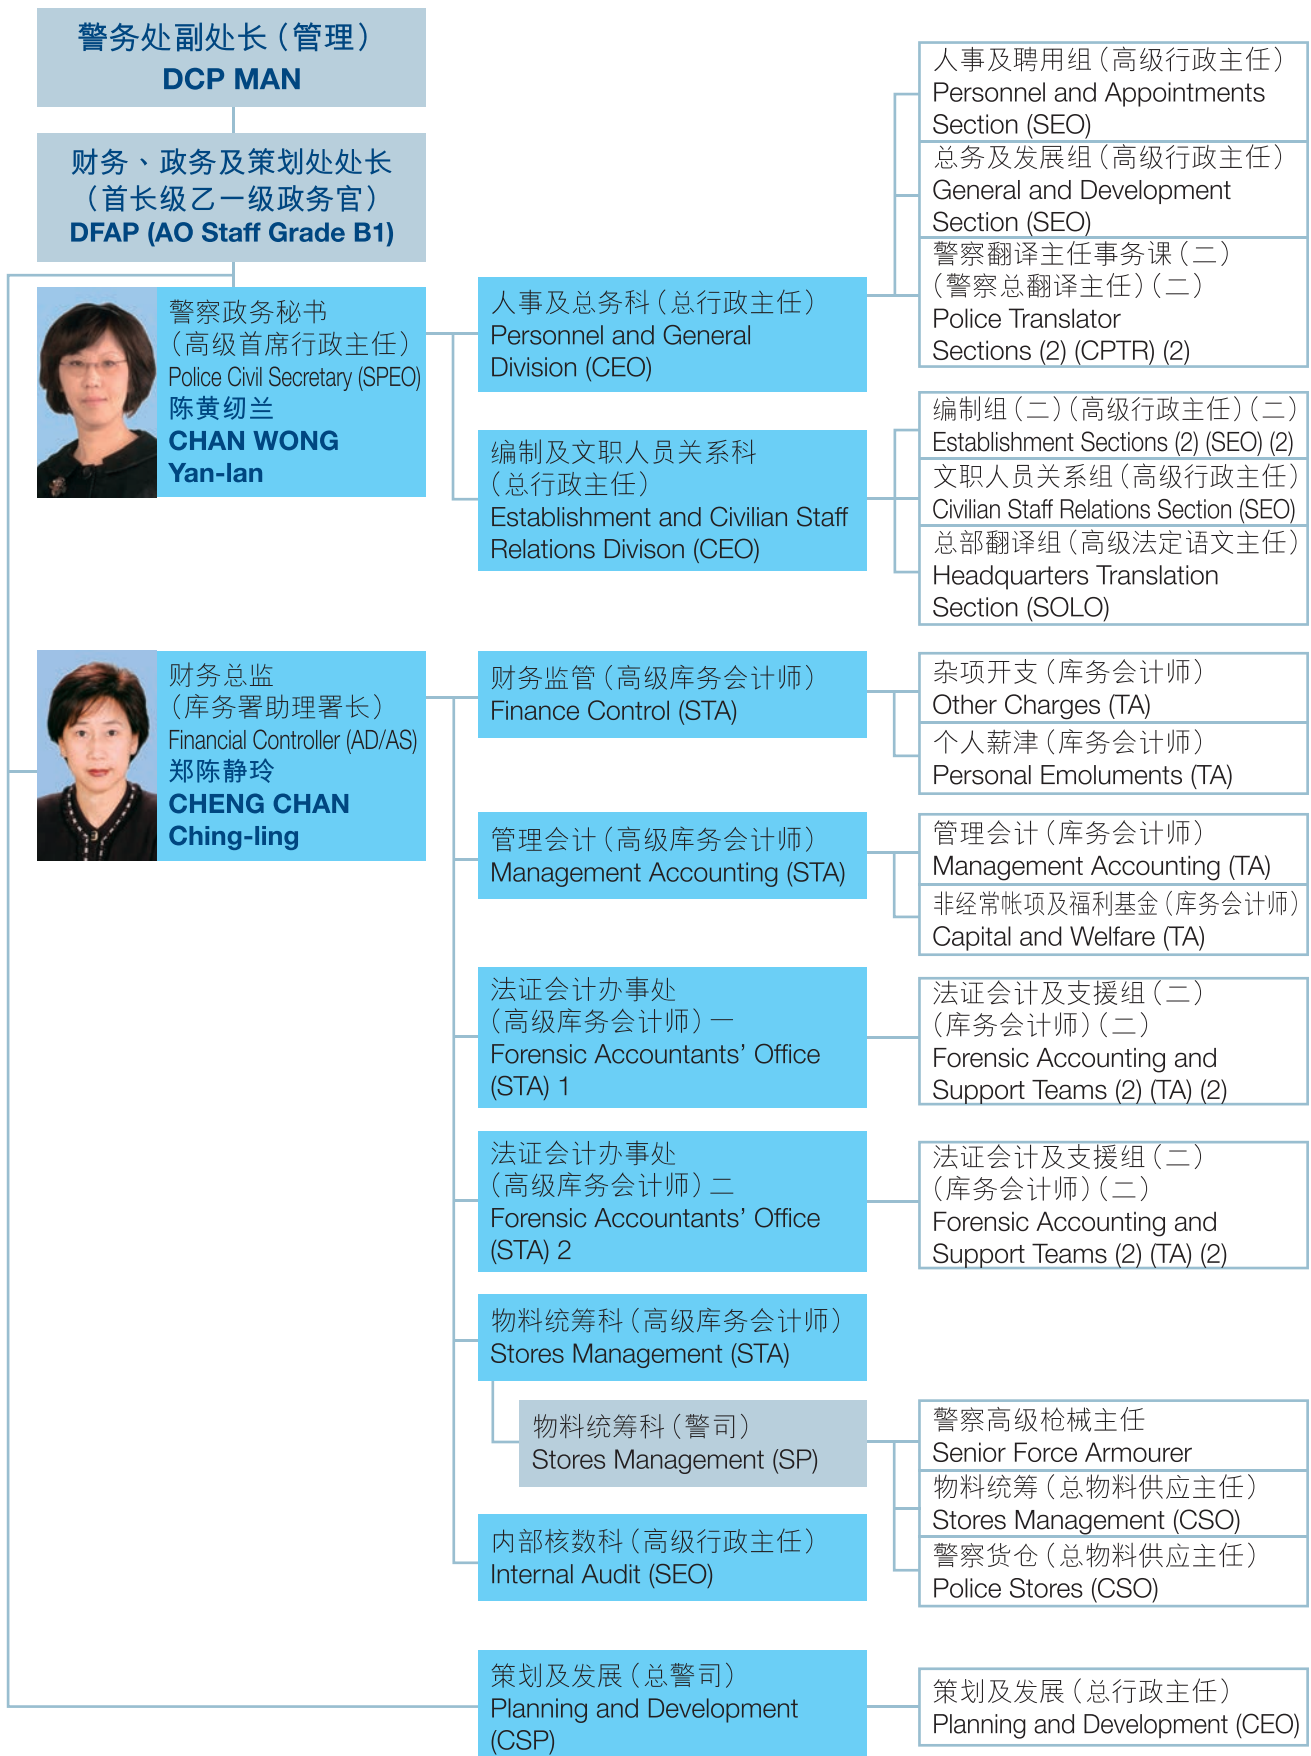 警务处副处长（管理）
DCP MAN
财务、政务及策划处处长
（首长级乙一级政务官）
DFAP (AO Staff Grade B1)
警察政务秘书
（高级首席行政主任）
Police Civil Secretary (SPEO)
陈黄纫兰
CHAN WONG
Yan-lan
人事及总务科（总行政主任）
Personnel and General
Division (CEO)
人事及聘用组（高级行政主任）
Personnel and Appointments
Section (SEO)
总务及发展组（高级行政主任）
General and Development
Section (SEO)
警察翻译主任事务课（二）
（警察总翻译主任）（二）
Police Translator
Sections (2) (CPTR) (2)
编制及文职人员关系科
（总行政主任）
Establishment and Civilian Staff
Relations Divison (CEO)
编制组（二）（高级行政主任）（二）
Establishment Sections (2) (SEO) (2)
文职人员关系组（高级行政主任）
Civilian Staff Relations Section (SEO)
总部翻译组（高级法定语文主任）
Headquarters Translation
Section (SOLO)
财务总监
（库务署助理署长）
Financial Controller (AD/AS)
郑陈静玲
CHENG CHAN
Ching-ling
财务监管（高级库务会计师）
Finance Control (STA)
杂项开支（库务会计师）
Other Charges (TA)
个人薪津（库务会计师）
Personal Emoluments (TA)
管理会计（高级库务会计师）
Management Accounting (STA)
管理会计（库务会计师）
Management Accounting (TA)
非经常帐项及福利基金（库务会计师）
Capital and Welfare (TA)
法证会计办事处
（高级库务会计师）一
Forensic Accountants’ Office
(STA) 1
法证会计及支援组（二）
（库务会计师）（二）
Forensic Accounting and
Support Teams (2) (TA) (2)
法证会计办事处
（高级库务会计师）二
Forensic Accountants’ Office
(STA) 2
法证会计及支援组（二）
（库务会计师）（二）
Forensic Accounting and
Support Teams (2) (TA) (2)
物料统筹科（高级库务会计师）
Stores Management (STA)
物料统筹科（警司）
Stores Management (SP)
警察高级枪械主任
Senior Force Armourer
物料统筹（总物料供应主任）
Stores Management (CSO)
警察货仓（总物料供应主任）
Police Stores (CSO)
内部核数科（高级行政主任）
Internal Audit (SEO)
策划及发展（总警司）
Planning and Development
(CSP)
策划及发展（总行政主任）
Planning and Development (CEO)